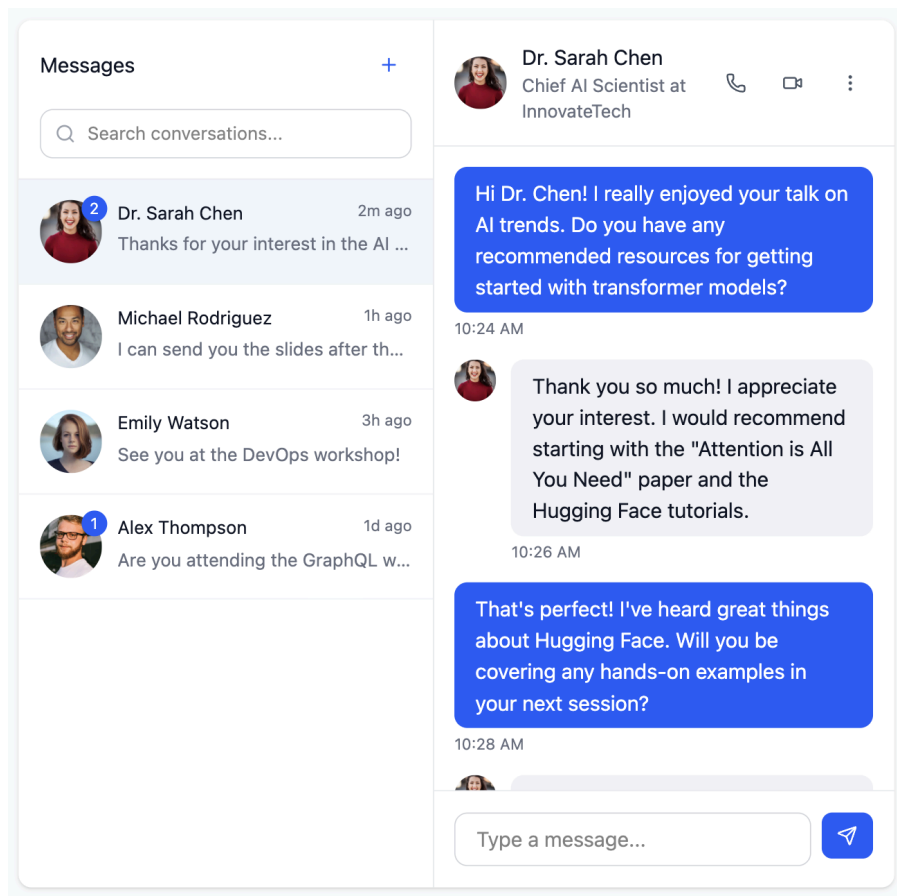 Messages
+
Search conversations...
2
Dr. Sarah Chen
2m ago
Thanks for your interest in the AI ...
Michael Rodriguez
1h ago
I can send you the slides after th...
Emily Watson
3h ago
See you at the DevOps workshop!
1
Alex Thompson
1d ago
Are you attending the GraphQL w...
Dr. Sarah Chen
Chief AI Scientist at
InnovateTech
Hi Dr. Chen! I really enjoyed your talk on
AI trends. Do you have any
recommended resources for getting
started with transformer models?
10:24 AM
Thank you so much! I appreciate
your interest. I would recommend
starting with the "Attention is All
You Need" paper and the
Hugging Face tutorials.
10:26 AM
That's perfect! I've heard great things
about Hugging Face. Will you be
covering any hands-on examples in
your next session?
10:28 AM
Type a message...